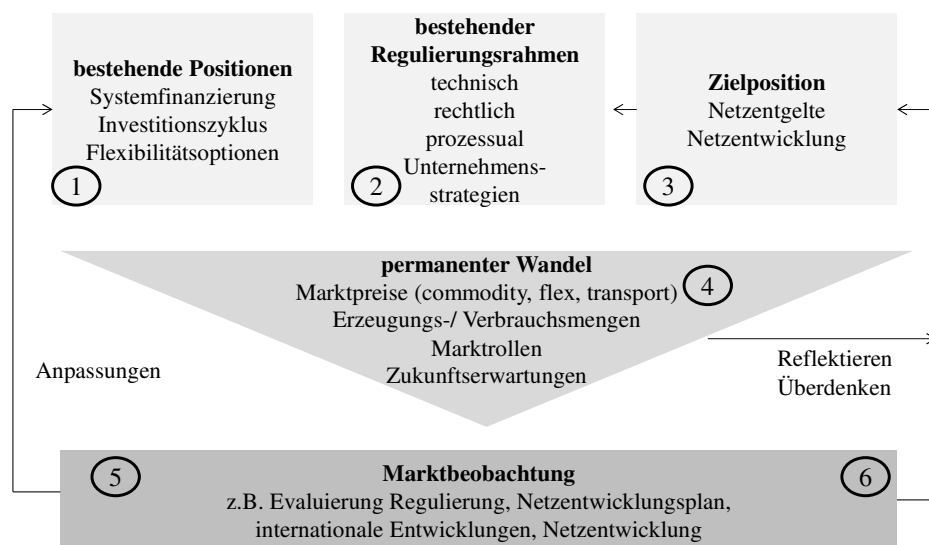 bestehende Positionen
Systemfinanzierung
Investitionszyklus
Flexibilitätsoptionen
1
bestehender
Regulierungsrahmen
technisch
rechtlich
prozessual
Unternehmens-
strategien
2
Zielposition
Netzentgelte
Netzentwicklung
3
permanenter Wandel
Marktpreise (commodity, flex, transport)
4
Erzeugungs-/ Verbrauchsmengen
Marktrollen
Zukunftserwartungen
Anpassungen
Reflektieren
Überdenken
5
Marktbeobachtung
6
z.B. Evaluierung Regulierung, Netzentwicklungsplan,
internationale Entwicklungen, Netzentwicklung